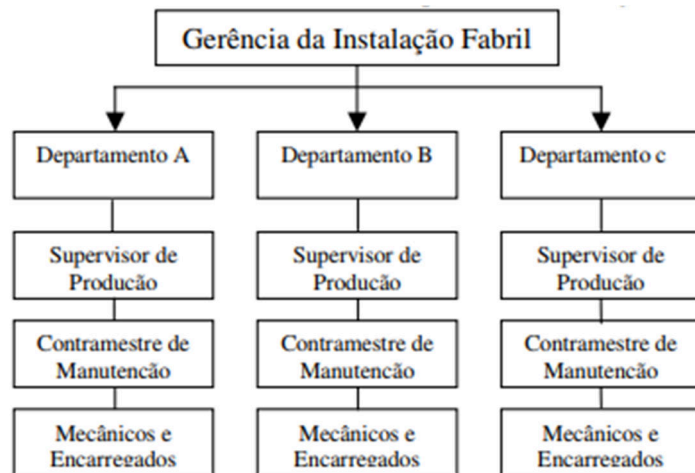 Gerência da Instalação Fabril
Departamento A
Departamento B
Departamento c
Supervisor de
Producão
Supervisor de
Producão
Supervisor de
Producão
Contramestre de
Manutencão
Contramestre de
Manutencão
Contramestre de
Manutencão
Mecânicos e
Encarregados
Mecânicos e
Encarregados
Mecânicos e
Encarregados